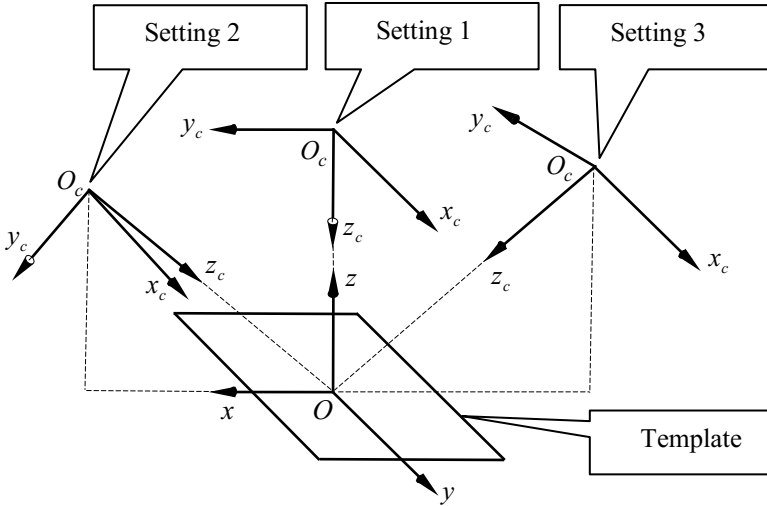 Setting 2
Setting 1
Setting 3
y_c
O_c
x_c
z_c
O_c
y_c
z_c
x_c
y_c
O_c
z_c
x_c
z
x
O
y
Template